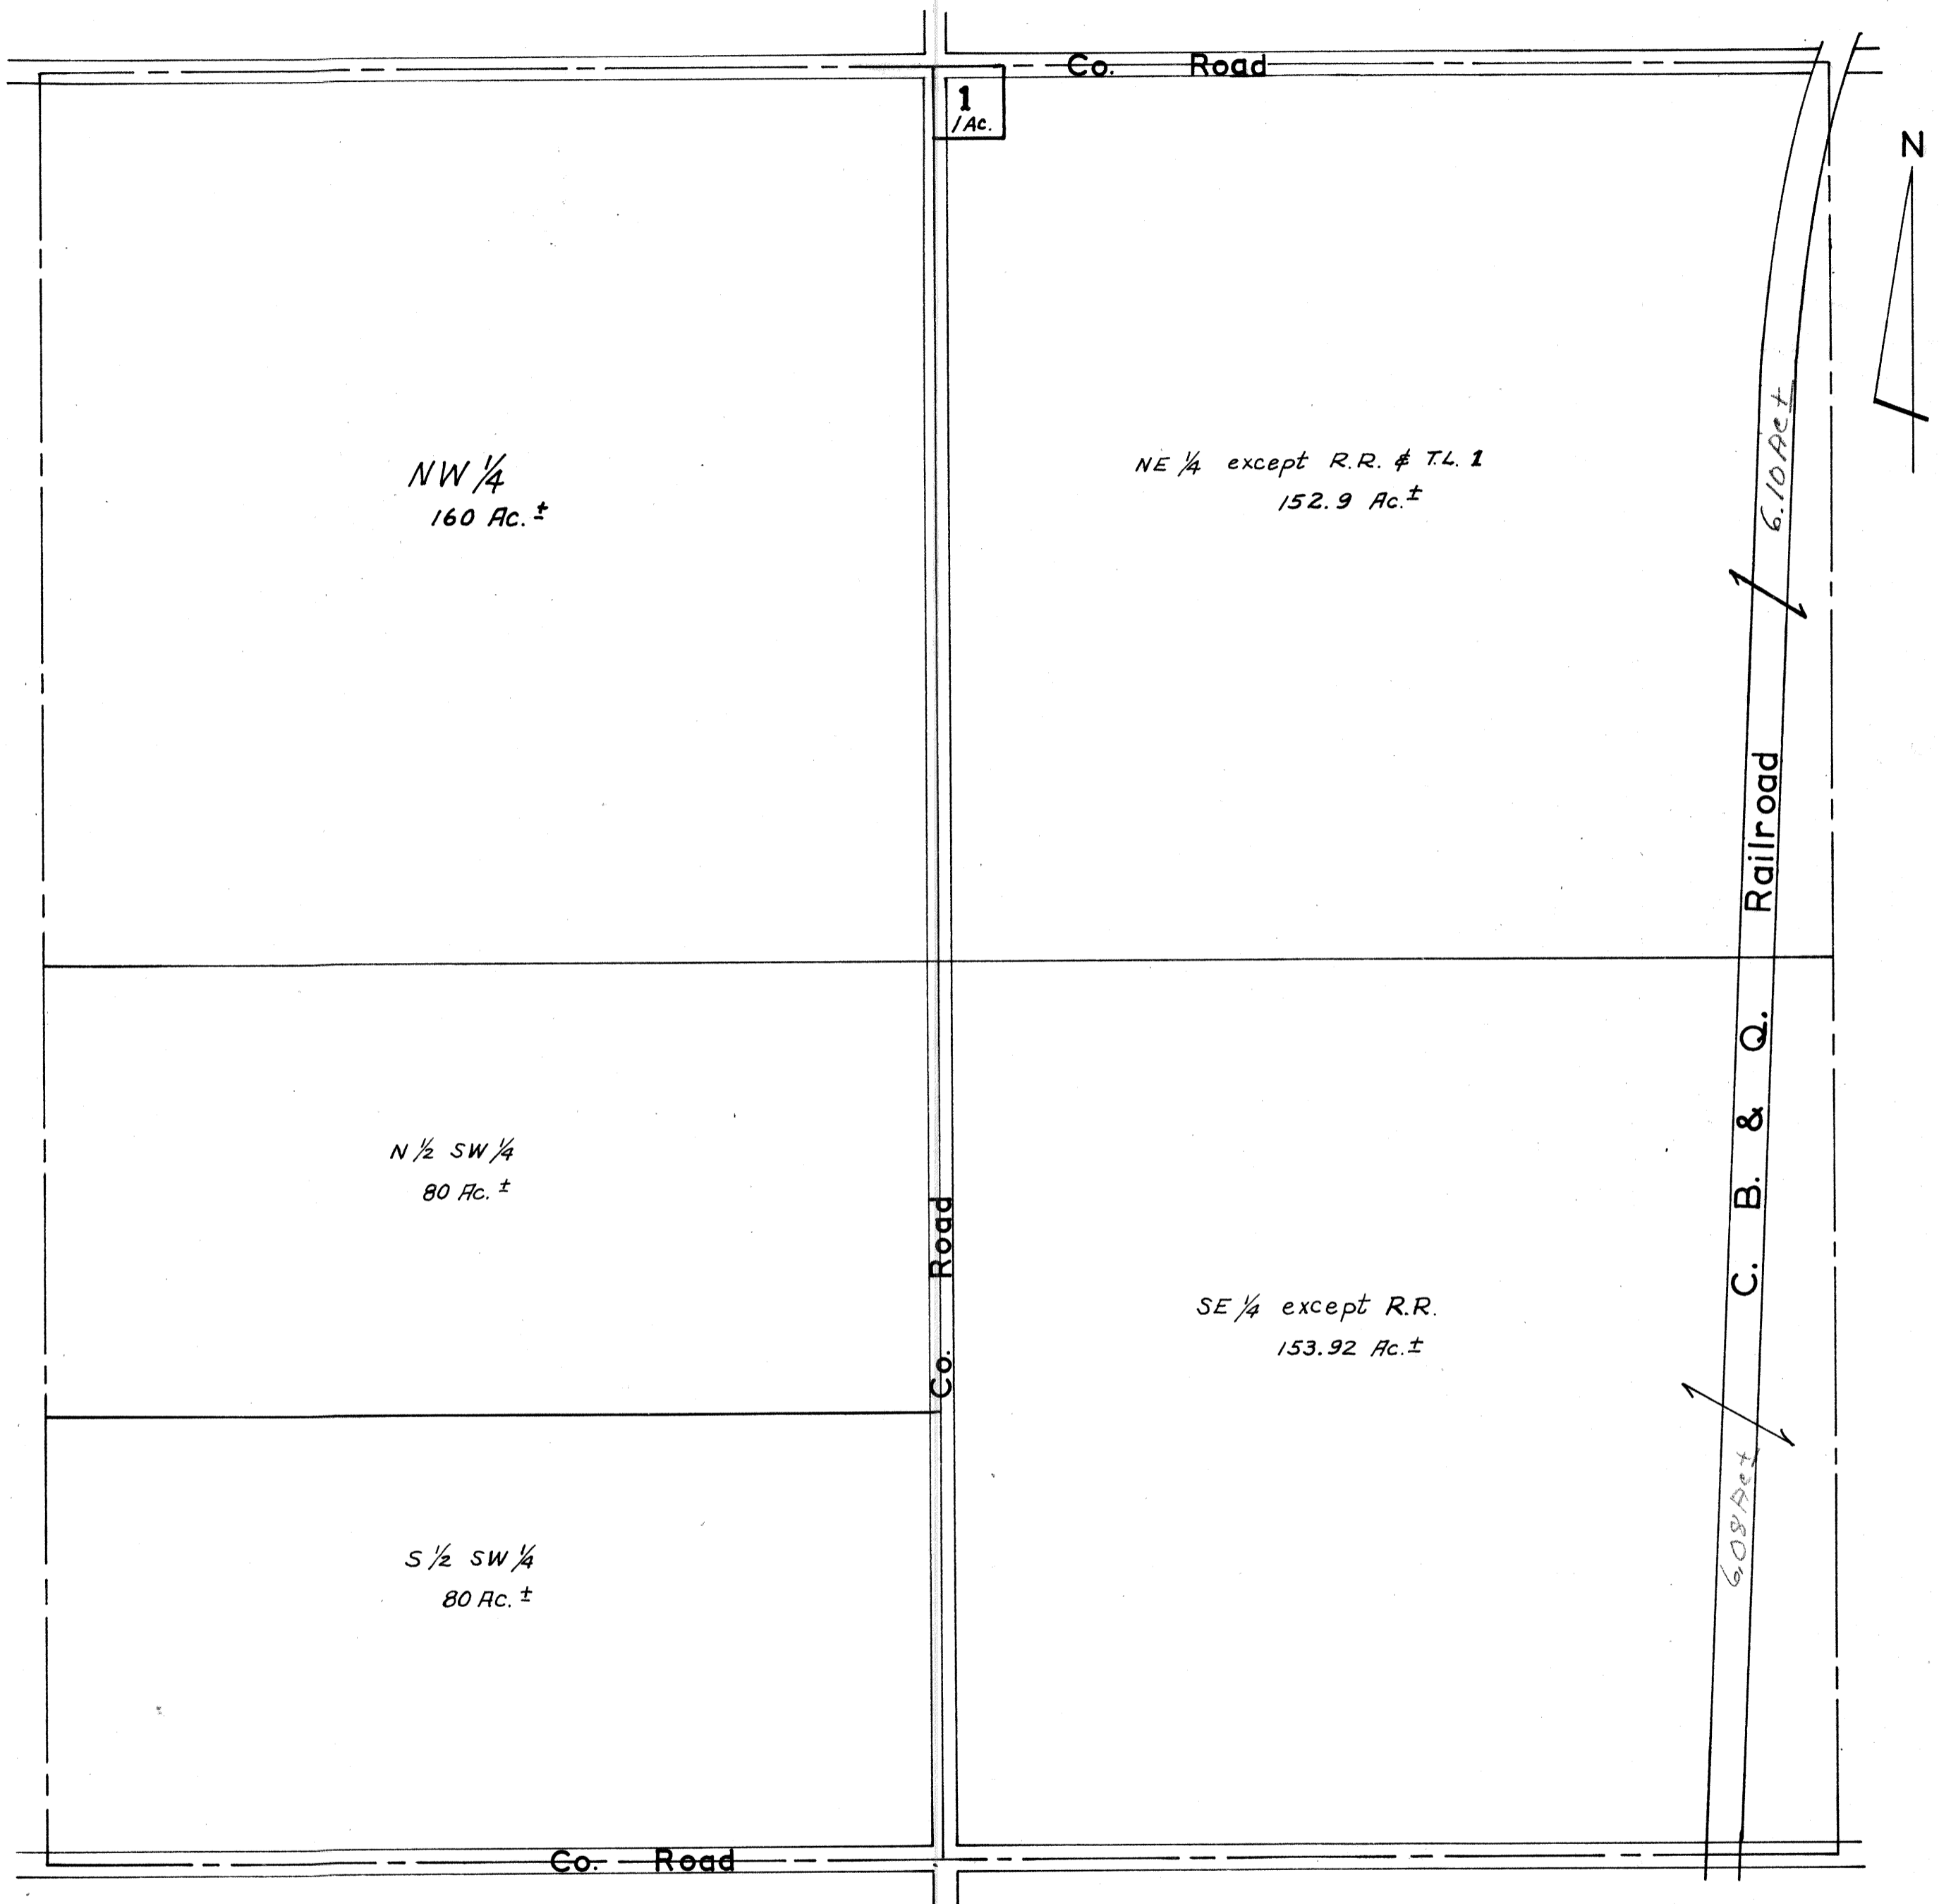 Co. Road
1
1 Ac.
N
NW 1/4
160 Ac. ±
NE 1/4 except R.R. & T.L. 1
152.9 Ac. ±
6.10 Ac ±
C. B. & Q. Railroad
N 1/2 SW 1/4
80 Ac. ±
Co. Road
SE 1/4 except R.R.
153.92 Ac. ±
6.08 Ac ±
S 1/2 SW 1/4
80 Ac. ±
Co. Road